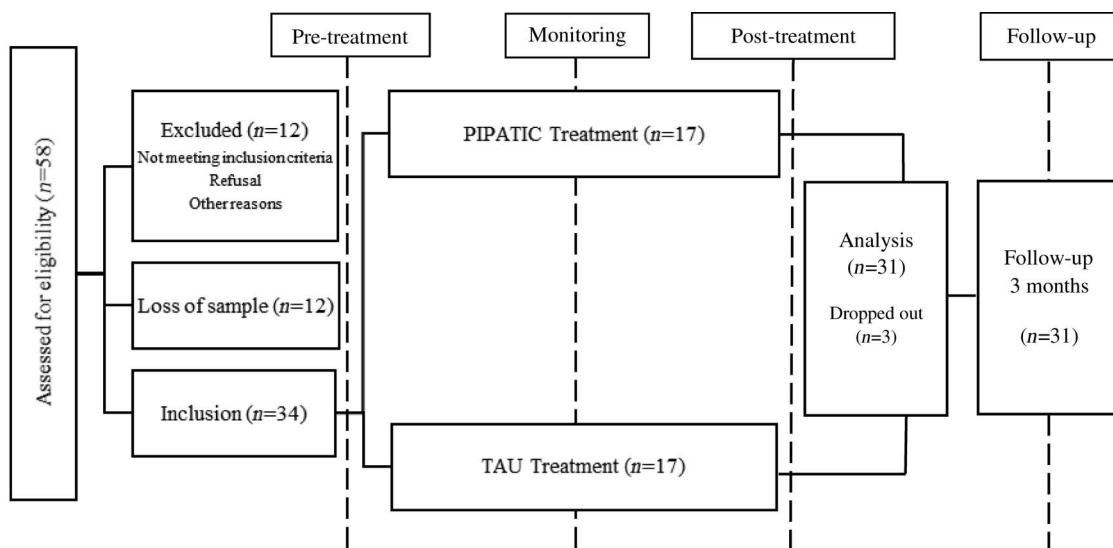 Pre-treatment
Monitoring
Post-treatment
Follow-up
Assessed for eligibility (n=58)
Excluded (n=12)
Not meeting inclusion criteria
Refusal
Other reasons
Loss of sample (n=12)
Inclusion (n=34)
PIPATIC Treatment (n=17)
TAU Treatment (n=17)
Analysis
(n=31)
Dropped out
(n=3)
Follow-up
3 months
(n=31)